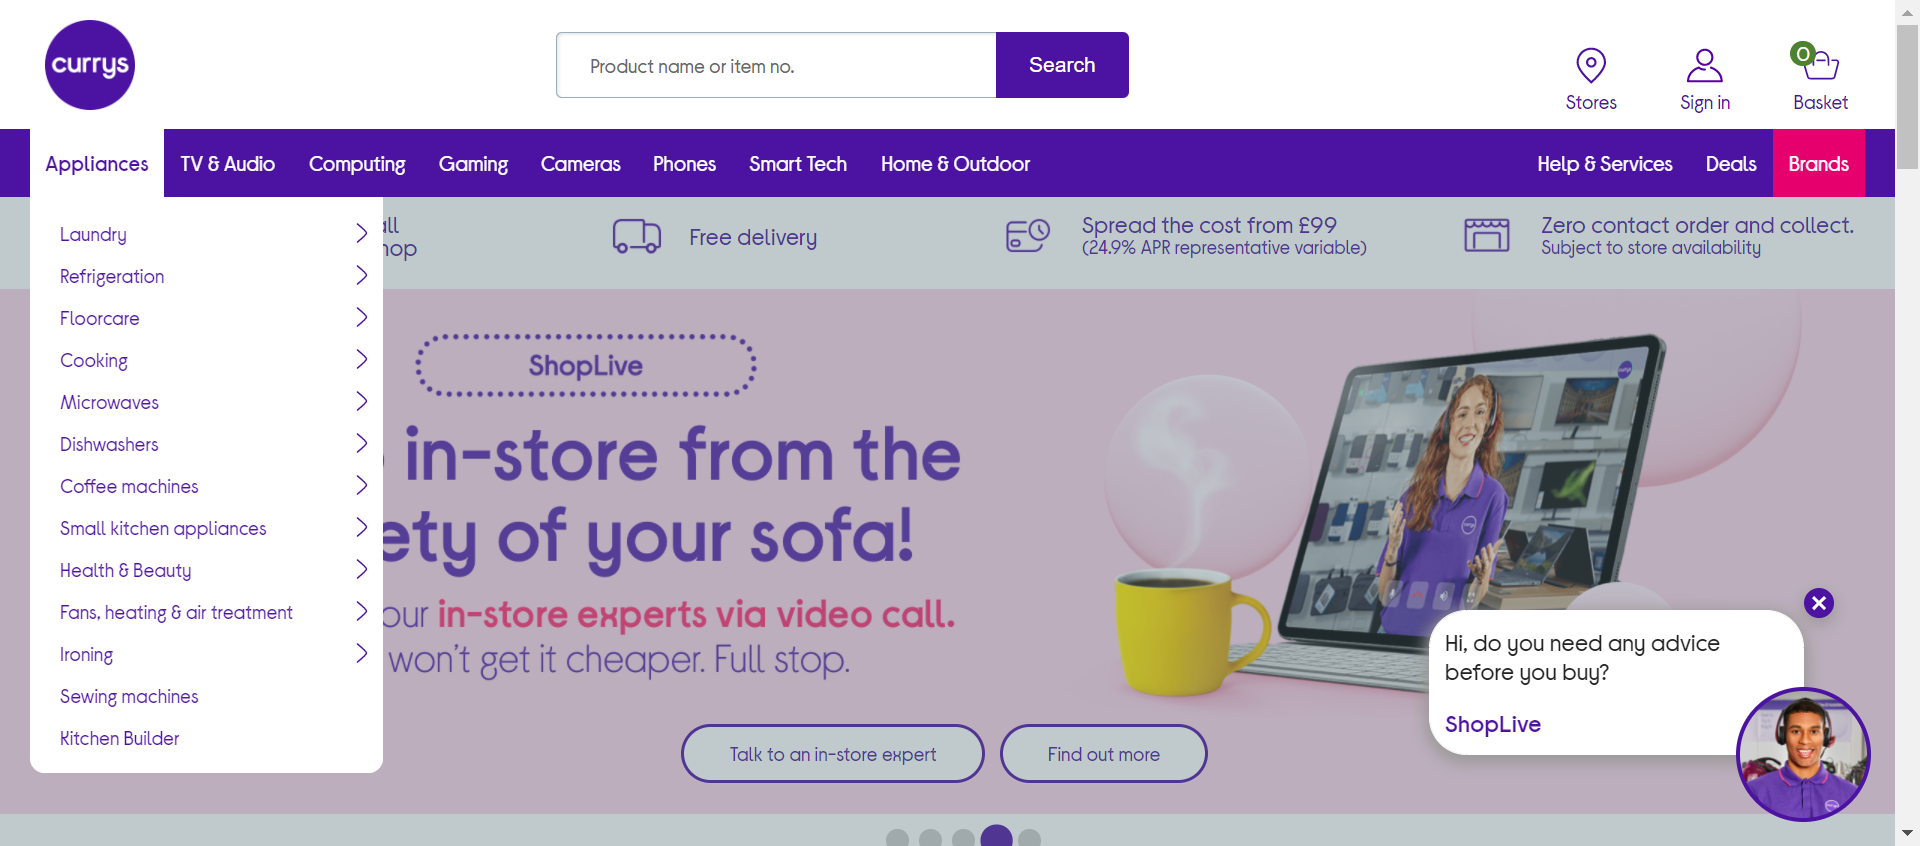 currys
Product name or item no.
Search
Stores
Sign in
0
Basket
Appliances
TV & Audio
Computing
Gaming
Cameras
Phones
Smart Tech
Home & Outdoor
Help & Services
Deals
Brands
Laundry
Refrigeration
Floorcare
Cooking
Microwaves
Dishwashers
Coffee machines
Small kitchen appliances
Health & Beauty
Fans, heating & air treatment
Ironing
Sewing machines
Kitchen Builder
Free delivery
Spread the cost from £99
(24.9% APR representative variable)
Zero contact order and collect.
Subject to store availability
ShopLive
in-store from the
ety of your sofa!
our in-store experts via video call.
won't get it cheaper. Full stop.
Talk to an in-store expert
Find out more
Hi, do you need any advice
before you buy?
ShopLive